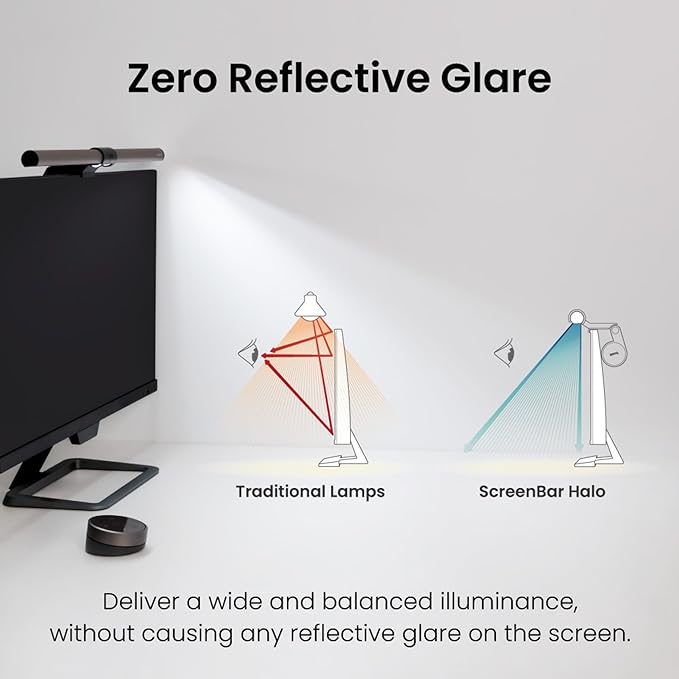 Zero Reflective Glare
Traditional Lamps
ScreenBar Halo
Deliver a wide and balanced illuminance,
without causing any reflective glare on the screen.